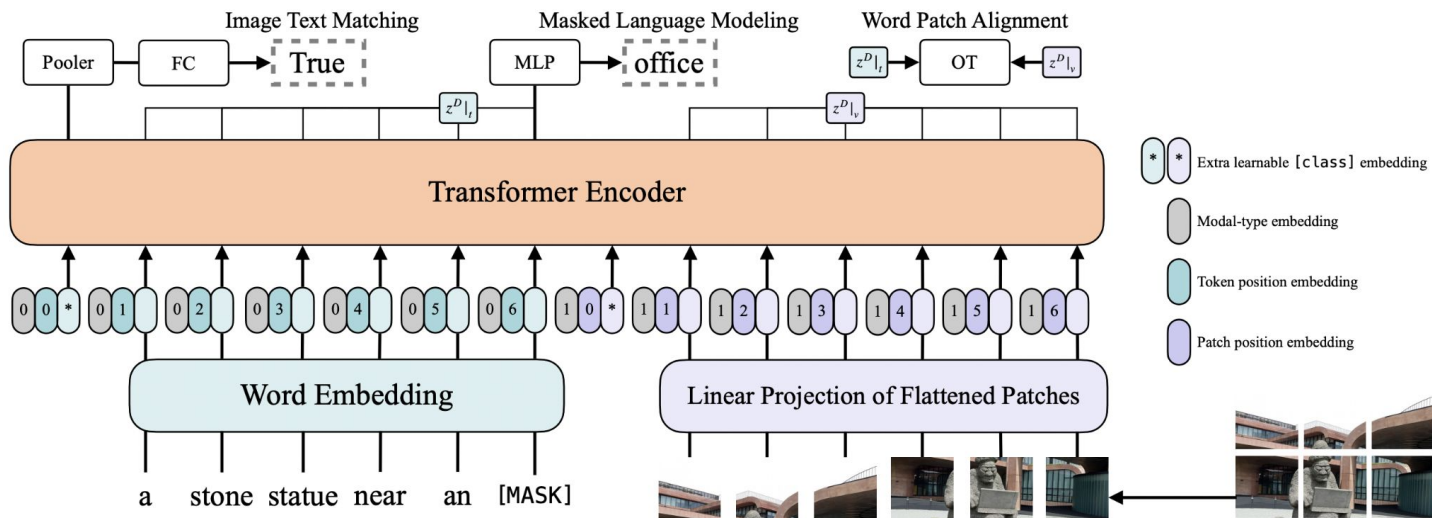 Image Text Matching
Masked Language Modeling
Word Patch Alignment
Pooler
FC
True
MLP
office
z^D|_t
OT
z^D|_v
z^D|_t
z^D|_v
Transformer Encoder
* * Extra learnable [class] embedding
Modal-type embedding
Token position embedding
Patch position embedding
0 0 * 0 1 0 2 0 3 0 4 0 5 0 6 1 0 * 1 1 1 2 1 3 1 4 1 5 1 6
Word Embedding
Linear Projection of Flattened Patches
a stone statue near an [MASK]